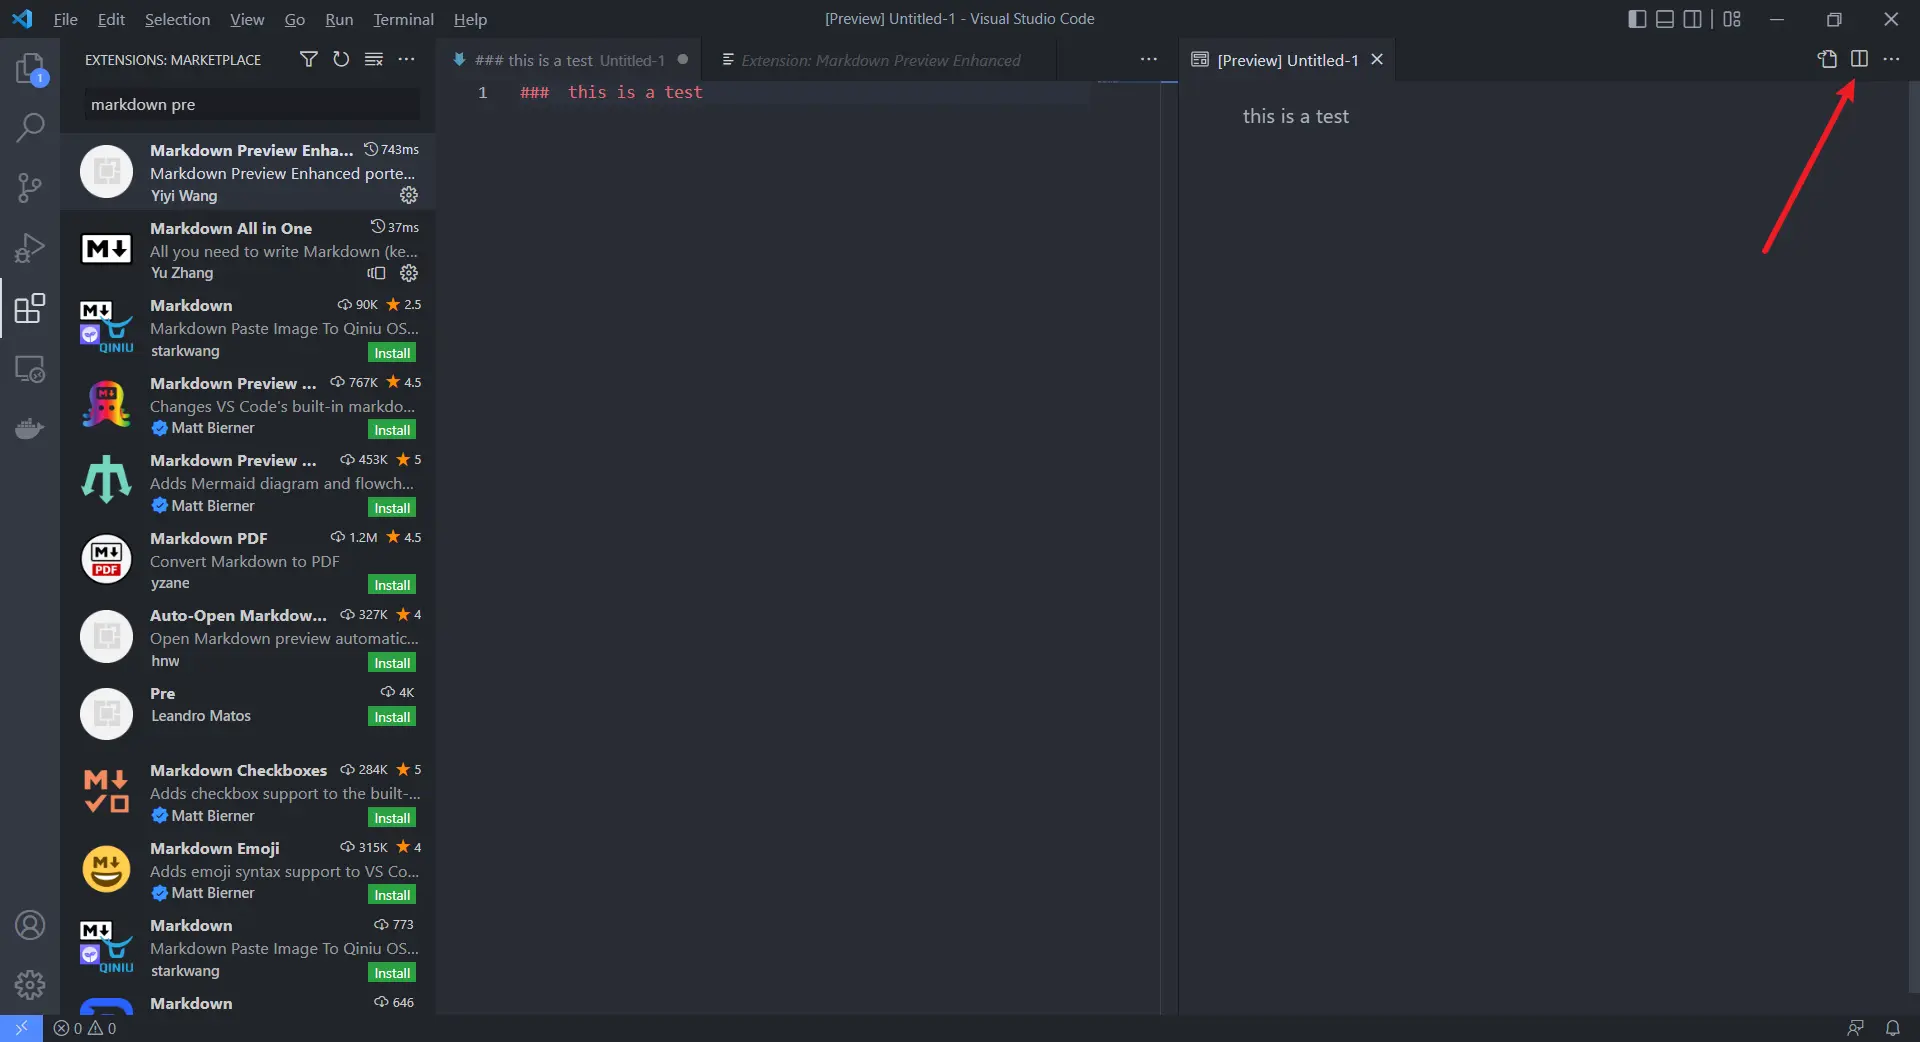 File Edit Selection View Go Run Terminal Help
[Preview] Untitled-1 - Visual Studio Code
EXTENSIONS: MARKETPLACE
markdown pre
1
Markdown Preview Enha... 743ms
Markdown Preview Enhanced porte...
Yiyi Wang
M↓
Markdown All in One 37ms
All you need to write Markdown (ke...
Yu Zhang
M↓
QINIU
Markdown 90K 2.5
Markdown Paste Image To Qiniu OS...
starkwang Install
M↓
Markdown Preview ... 767K 4.5
Changes VS Code's built-in markdo...
Matt Bierner Install
Markdown Preview ... 453K 5
Adds Mermaid diagram and flowch...
Matt Bierner Install
M↓
PDF
Markdown PDF 1.2M 4.5
Convert Markdown to PDF
yzane Install
Auto-Open Markdow... 327K 4
Open Markdown preview automatic...
hnw Install
Pre 4K
Leandro Matos Install
M↓
Markdown Checkboxes 284K 5
Adds checkbox support to the built-...
Matt Bierner Install
M↓
Markdown Emoji 315K 4
Adds emoji syntax support to VS Co...
Matt Bierner Install
M↓
QINIU
Markdown 773
Markdown Paste Image To Qiniu OS...
starkwang Install
Markdown 646
### this is a test Untitled-1
Extension: Markdown Preview Enhanced
1 ### this is a test
[Preview] Untitled-1
this is a test
0 0